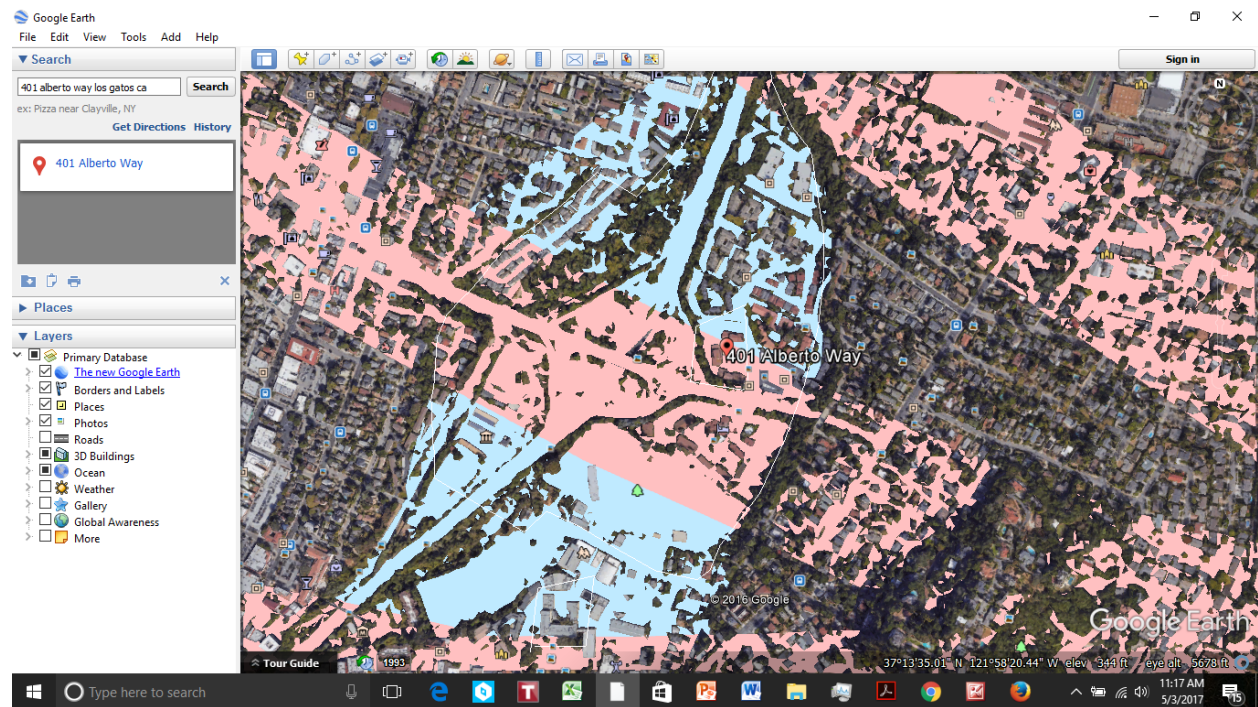 Google Earth
File Edit View Tools Add Help
▼ Search
401 alberto way los gatos ca Search
ex: Pizza near Clayville, NY
Get Directions History
401 Alberto Way
▶ Places
▼ Layers
Primary Database
The new Google Earth
Borders and Labels
Places
Photos
Roads
3D Buildings
Ocean
Weather
Gallery
Global Awareness
More
Sign in
N
401 Alberto Way
© 2016 Google
Google Earth
Tour Guide 1993 37°13'35.01" N 121°58'20.44" W elev 344 ft eye alt 5678 ft
Type here to search
11:17 AM
5/3/2017
15